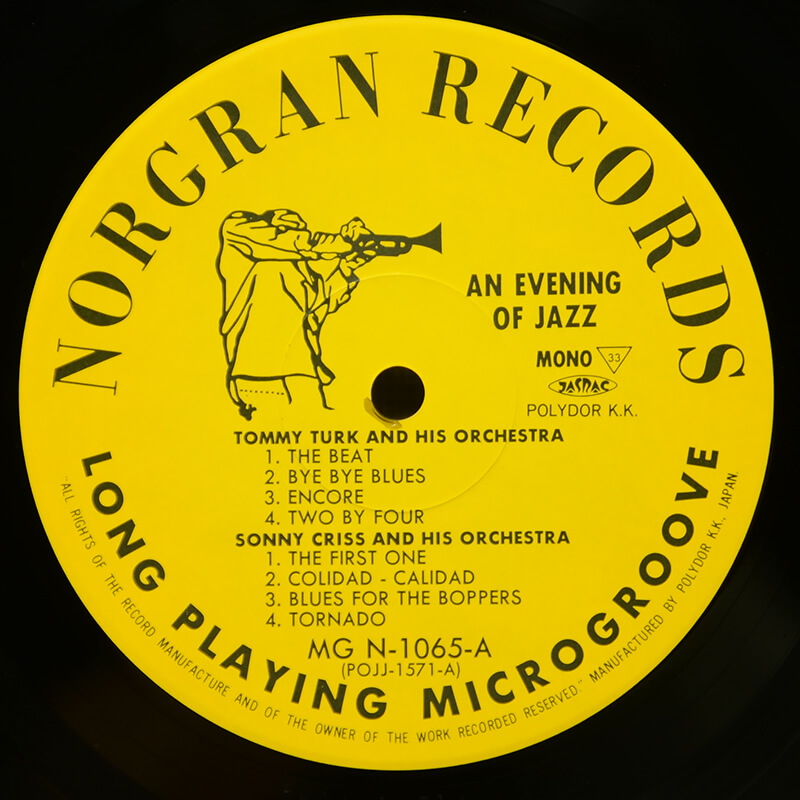 NORGRAN RECORDS
AN EVENING
OF JAZZ
MONO 33
JASRAC
POLYDOR K.K.
TOMMY TURK AND HIS ORCHESTRA
1. THE BEAT
2. BYE BYE BLUES
3. ENCORE
4. TWO BY FOUR
SONNY CRISS AND HIS ORCHESTRA
1. THE FIRST ONE
2. COLIDAD - CALIDAD
3. BLUES FOR THE BOPPERS
4. TORNADO
MG N-1065-A
(POJJ-1571-A)
LONG PLAYING MICROGROOVE
"ALL RIGHTS OF THE RECORD MANUFACTURE AND OF THE OWNER OF THE WORK RECORDED RESERVED." MANUFACTURED BY POLYDOR K.K., JAPAN.